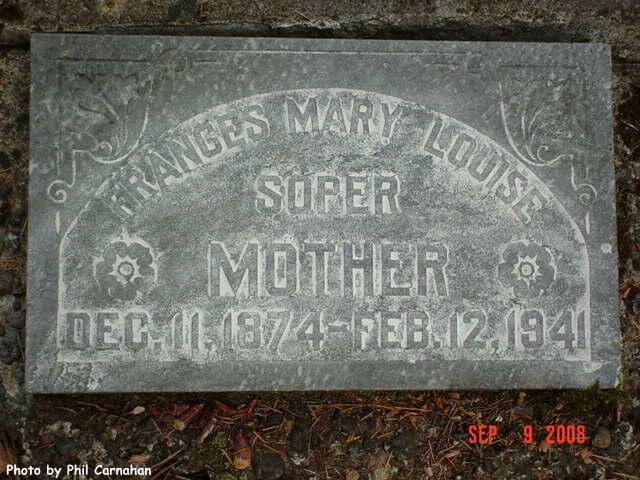 FRANCES MARY LOUISE
SOPER
MOTHER
DEC. 11, 1874 - FEB. 12, 1941
SEP 9 2008
Photo by Phil Carnahan